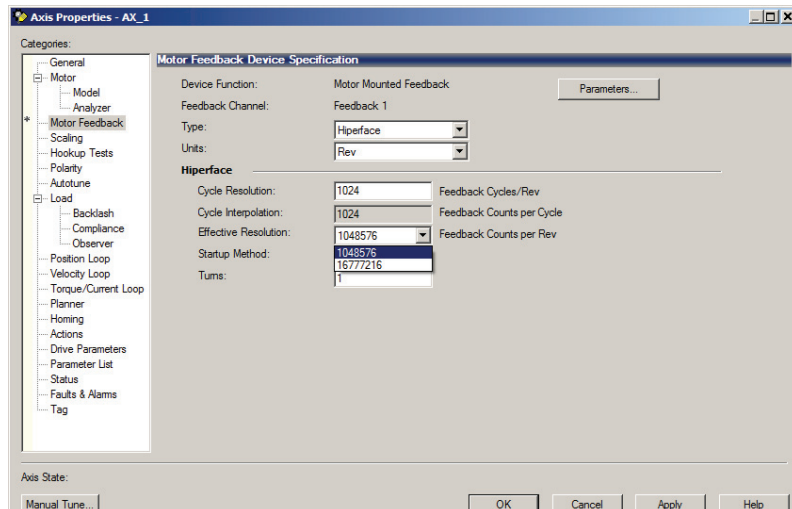 Axis Properties - AX_1
Categories:
General
Motor
Model
Analyzer
* Motor Feedback
Scaling
Hookup Tests
Polarity
Autotune
Load
Backlash
Compliance
Observer
Position Loop
Velocity Loop
Torque/Current Loop
Planner
Homing
Actions
Drive Parameters
Parameter List
Status
Faults & Alarms
Tag
Motor Feedback Device Specification
Device Function: Motor Mounted Feedback Parameters...
Feedback Channel: Feedback 1
Type: Hiperface
Units: Rev
Hiperface
Cycle Resolution: 1024 Feedback Cycles/Rev
Cycle Interpolation: 1024 Feedback Counts per Cycle
Effective Resolution: 1048576 Feedback Counts per Rev
Startup Method: 1048576
16777216
Turns: 1
Axis State:
Manual Tune... OK Cancel Apply Help